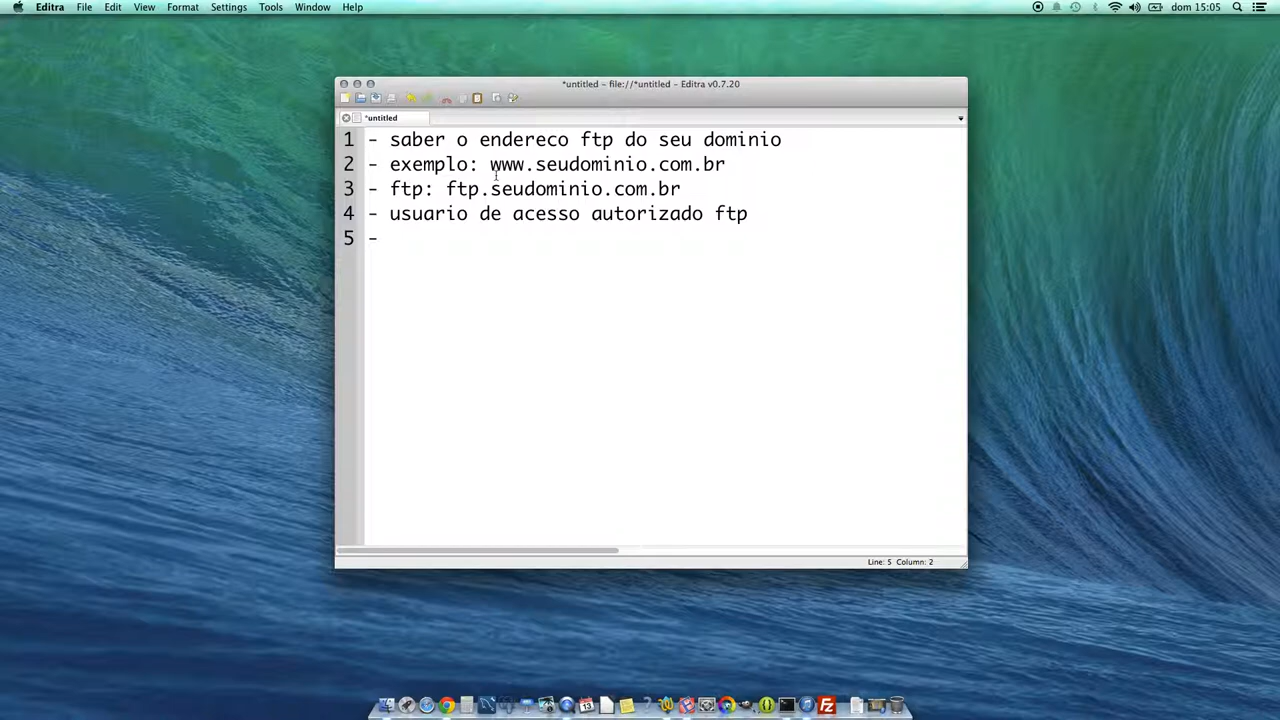 Editra File Edit View Format Settings Tools Window Help dom 15:05
*untitled - file://*untitled - Editra v0.7.20
*untitled
1 - saber o endereco ftp do seu dominio
2 - exemplo: www.seudominio.com.br
3 - ftp: ftp.seudominio.com.br
4 - usuario de acesso autorizado ftp
5 -
Line: 5 Column: 2